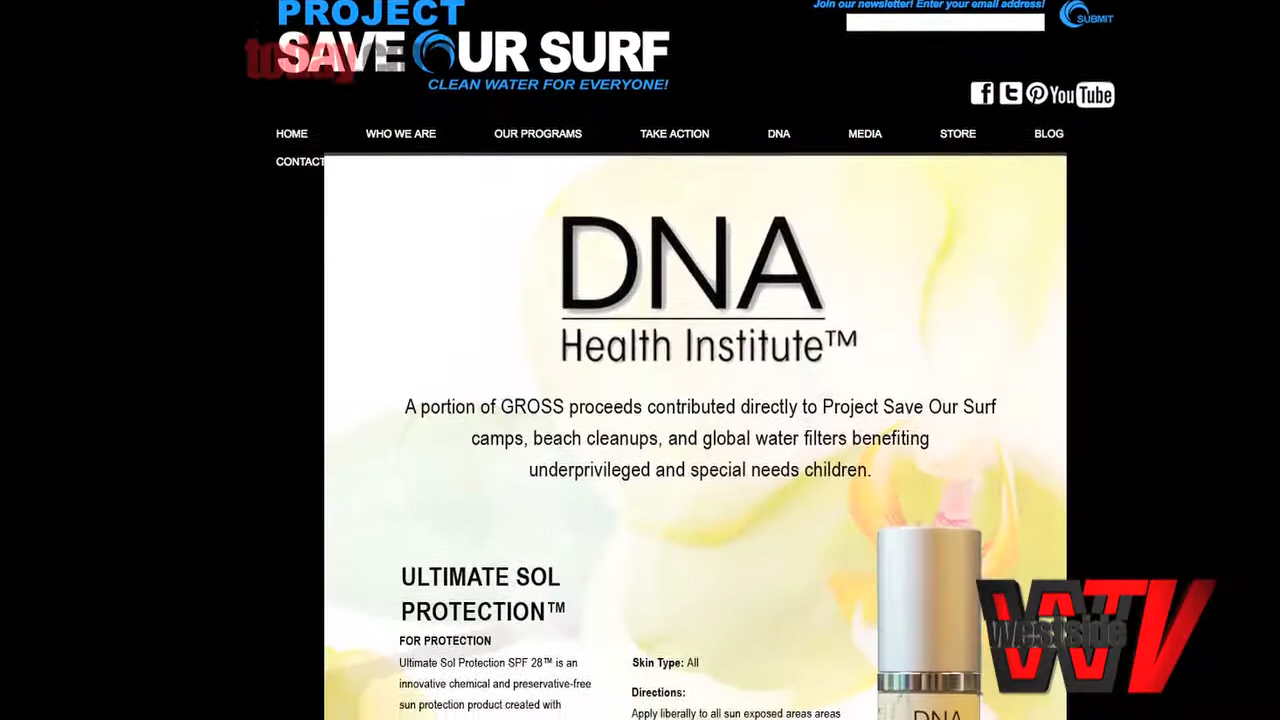 PROJECT
SAVE OUR SURF
CLEAN WATER FOR EVERYONE!
today
Join our newsletter! Enter your email address!
SUBMIT
You Tube
HOME WHO WE ARE OUR PROGRAMS TAKE ACTION DNA MEDIA STORE BLOG
CONTACT
DNA
Health Institute™
A portion of GROSS proceeds contributed directly to Project Save Our Surf
camps, beach cleanups, and global water filters benefiting
underprivileged and special needs children.
ULTIMATE SOL
PROTECTION™
FOR PROTECTION
Ultimate Sol Protection SPF 28™ is an
innovative chemical and preservative-free
sun protection product created with
Skin Type: All
Directions:
Apply liberally to all sun exposed areas areas
DNA
WTV
Westside